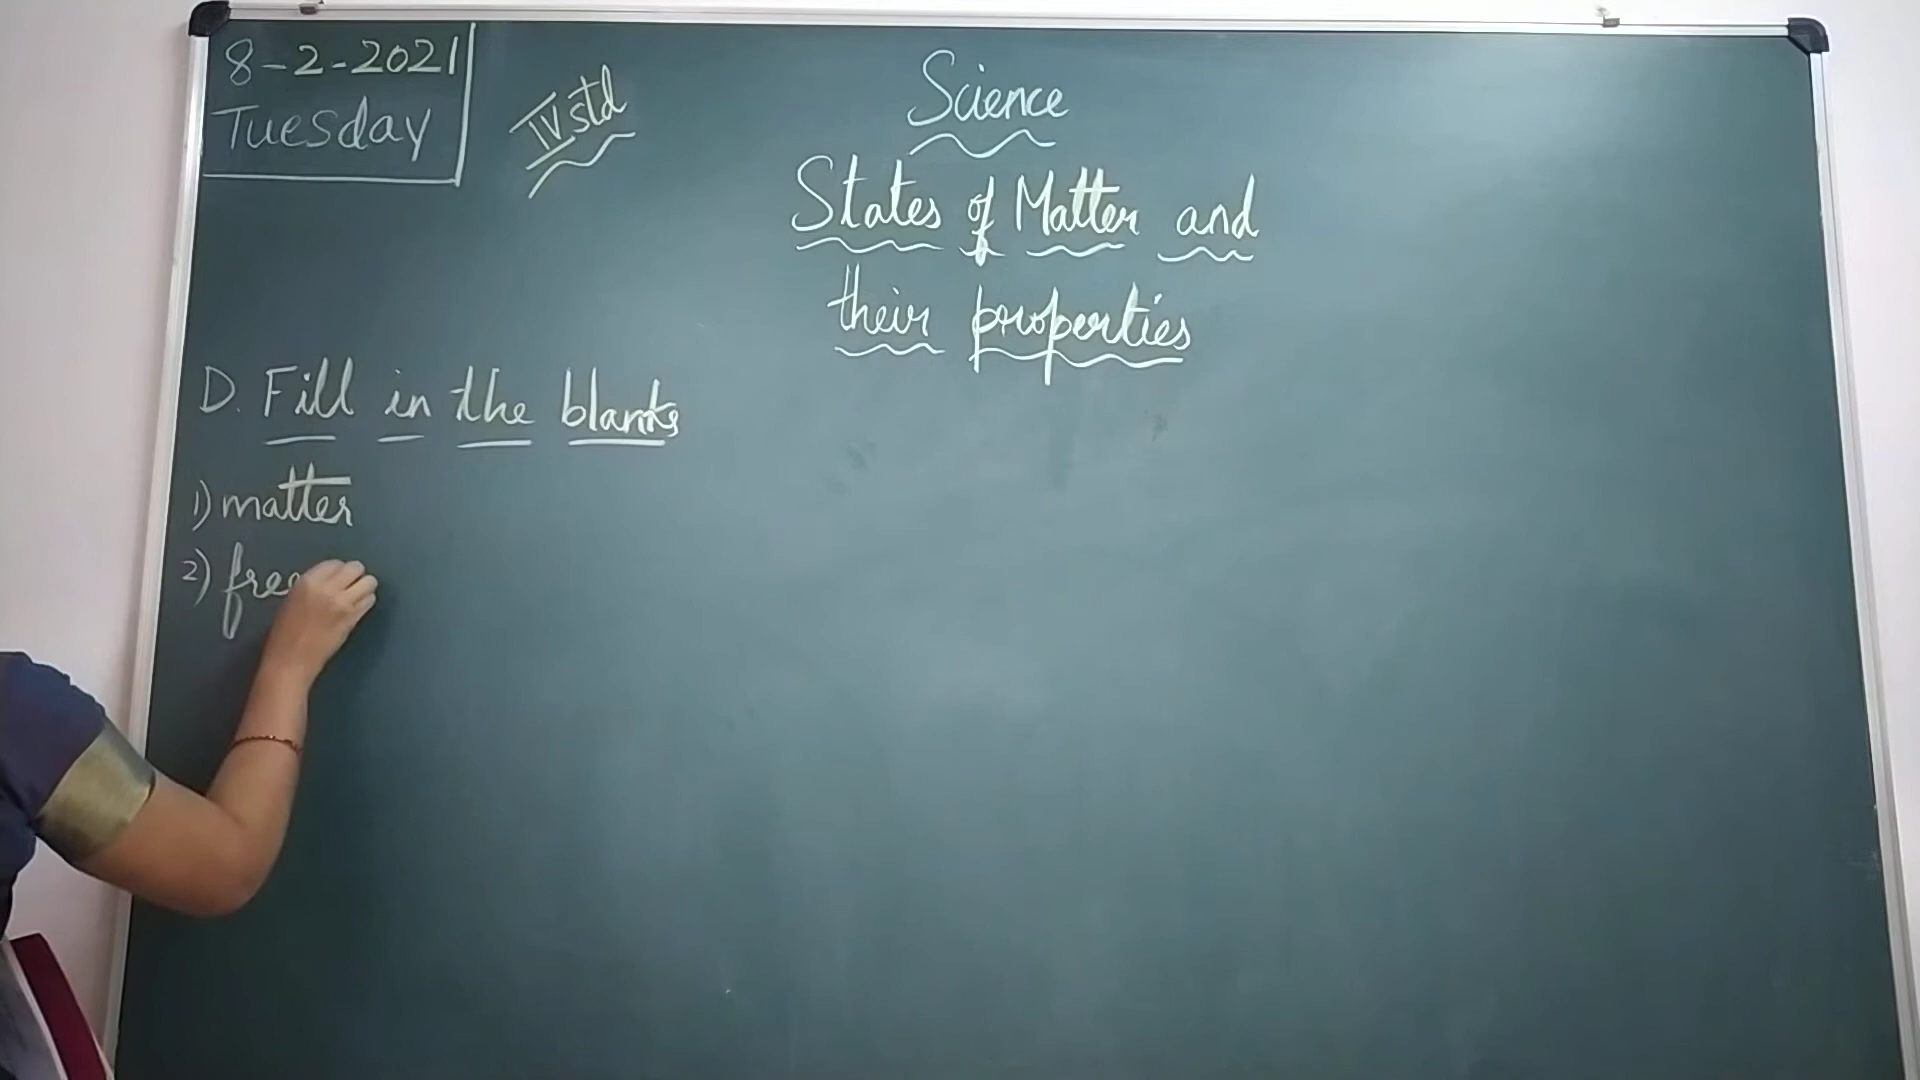 8-2-2021
Tuesday
IV std
Science
States of Matter and
their properties
D. Fill in the blanks
1) matter
2) free